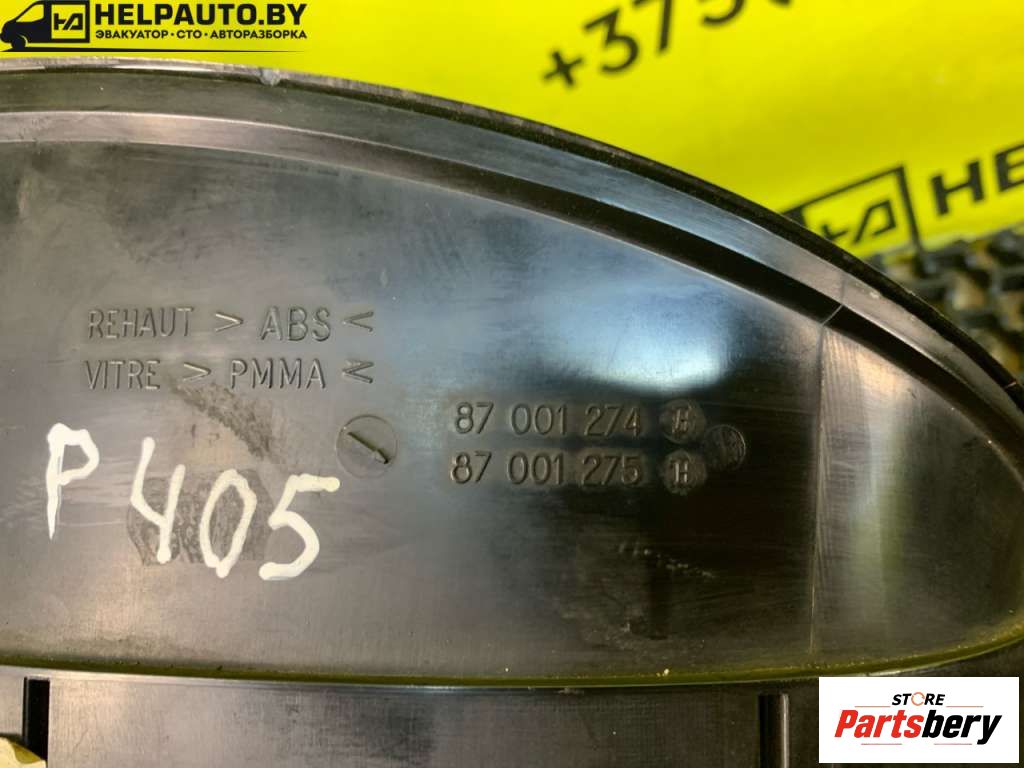 HELPAUTO.BY
ЭВАКУАТОР · СТО · АВТОРАЗБОРКА
+375(
HE
REHAUT > ABS <
VITRE > PMMA <
87 001 274
87 001 275
P405
STORE
Partsbery